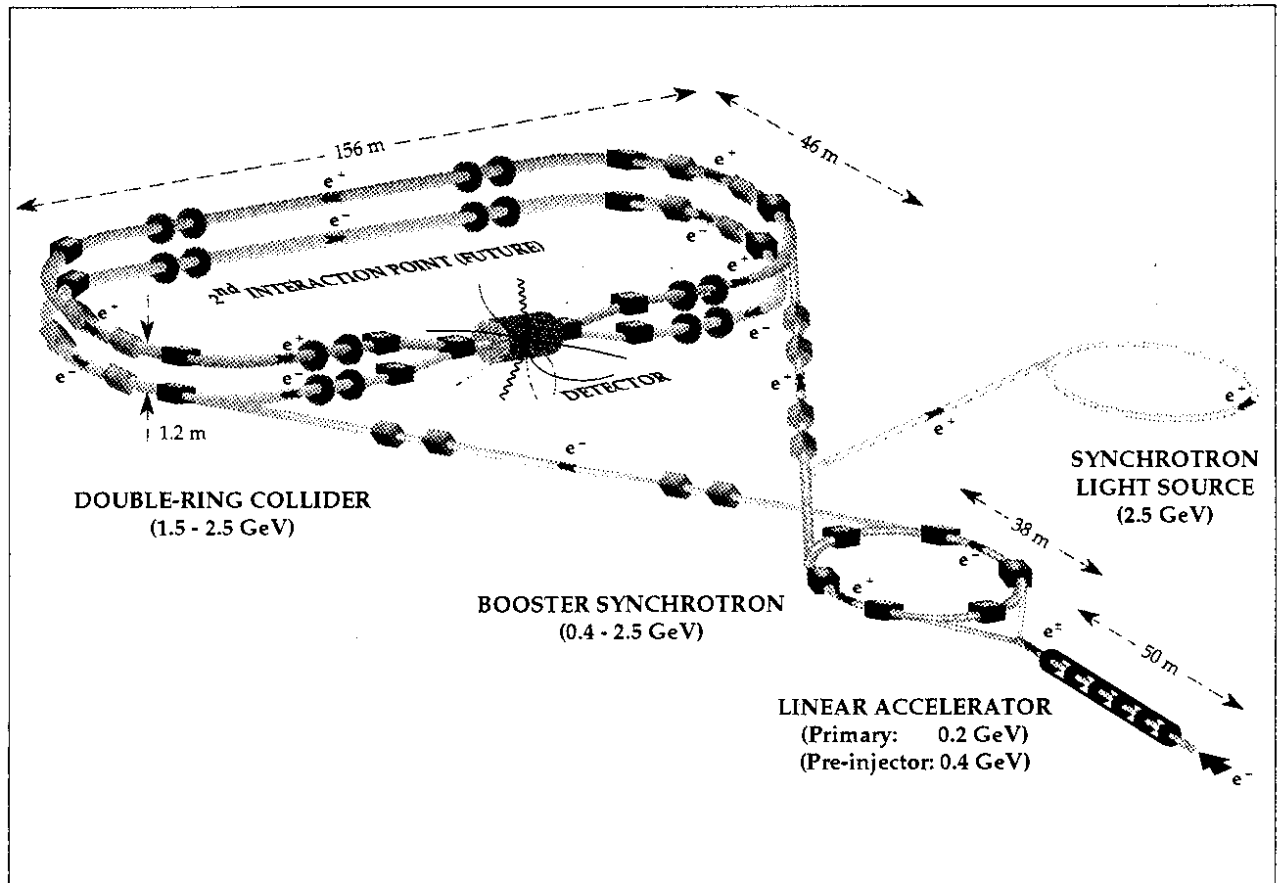 156 m
46 m
e⁺
e⁺
e⁻
e⁻
2nd INTERACTION POINT (FUTURE)
e⁺
e⁺
e⁺
e⁻
e⁻
e⁻
DETECTOR
e⁺
1.2 m
e⁻
e⁺
e⁺
SYNCHROTRON
LIGHT SOURCE
(2.5 GeV)
DOUBLE-RING COLLIDER
(1.5 - 2.5 GeV)
38 m
e⁻
e⁺
BOOSTER SYNCHROTRON
(0.4 - 2.5 GeV)
e±
50 m
LINEAR ACCELERATOR
(Primary: 0.2 GeV)
(Pre-injector: 0.4 GeV)
e⁻